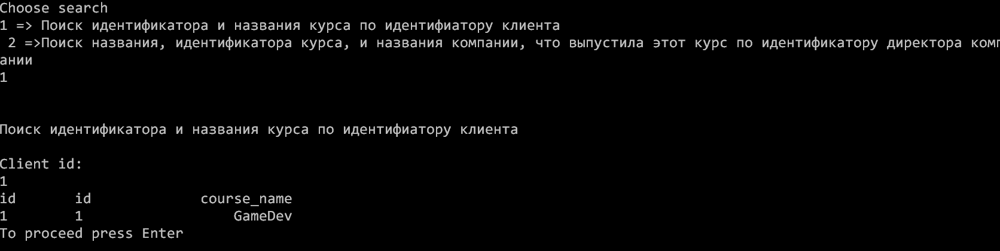 Choose search
1 => Поиск идентификатора и названия курса по идентифиатору клиента
2 =>Поиск названия, идентификатора курса, и названия компании, что выпустила этот курс по идентификатору директора комп
ании
1
Поиск идентификатора и названия курса по идентифиатору клиента
Client id:
1
id id course_name
1 1 GameDev
To proceed press Enter